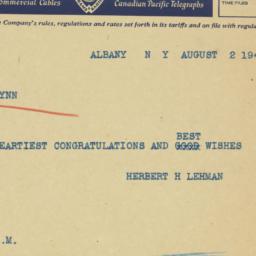 Commercial Cables
Canadian Pacific Telegraphs
TIME FILED
Company's rules, regulations and rates set forth in its tariffs and on file with
ALBANY N Y AUGUST 2 19
YNN
EARTIEST CONGRATULATIONS AND GOOD BEST WISHES
HERBERT H LEHMAN
.M.